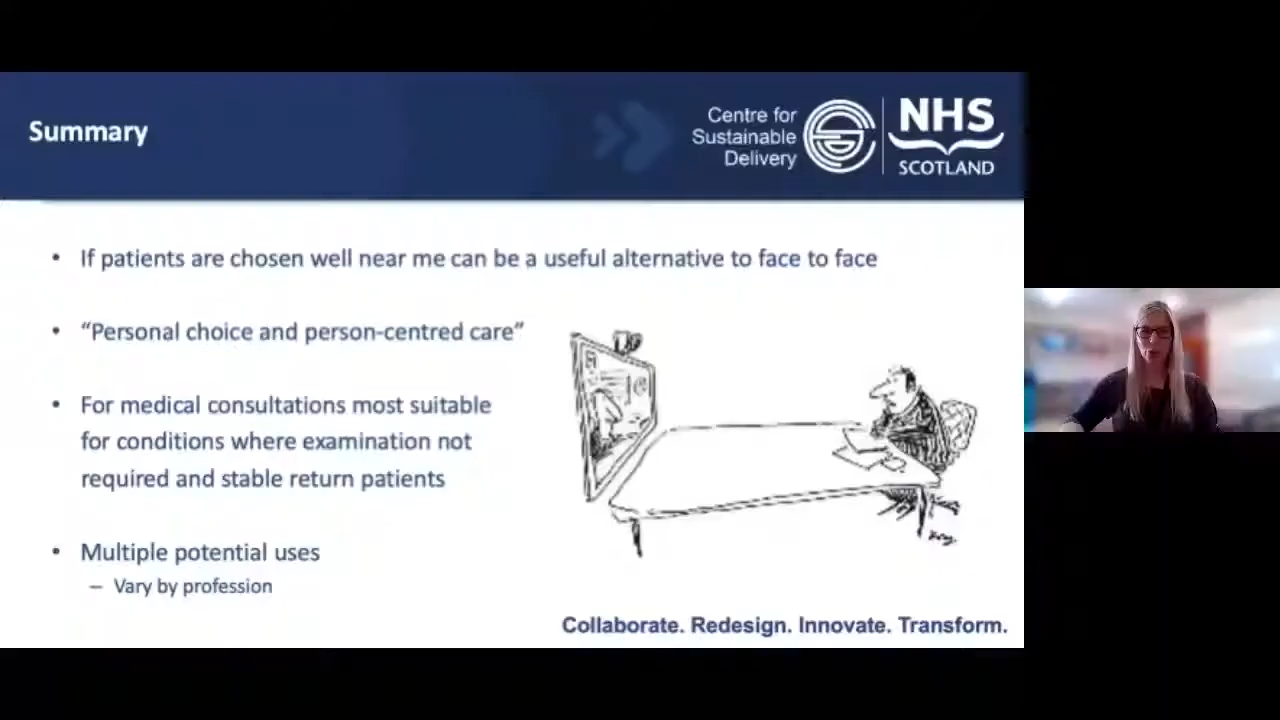 Summary
Centre for
Sustainable
Delivery
NHS
SCOTLAND
• If patients are chosen well near me can be a useful alternative to face to face
• “Personal choice and person-centred care”
• For medical consultations most suitable
for conditions where examination not
required and stable return patients
• Multiple potential uses
– Vary by profession
Collaborate. Redesign. Innovate. Transform.